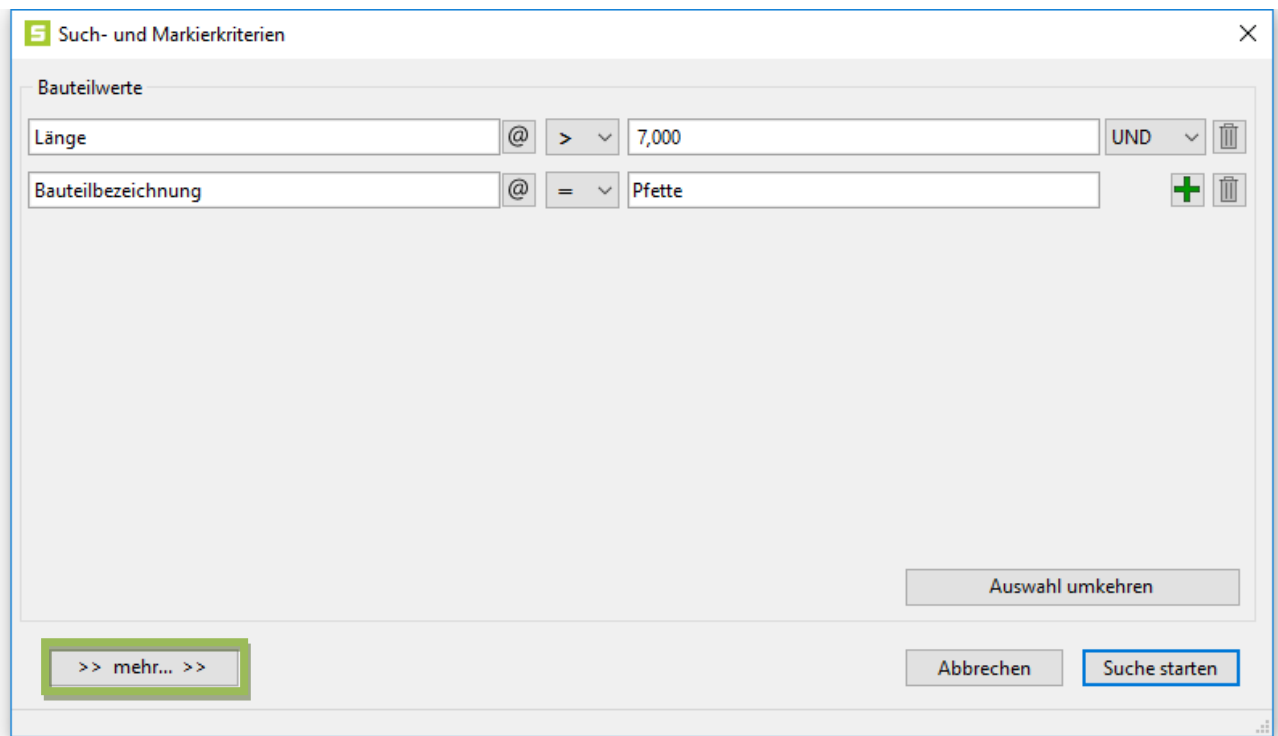 Such- und Markierkriterien
Bauteilwerte
Länge @ > 7,000 UND
Bauteilbezeichnung @ = Pfette
Auswahl umkehren
>> mehr... >> Abbrechen Suche starten